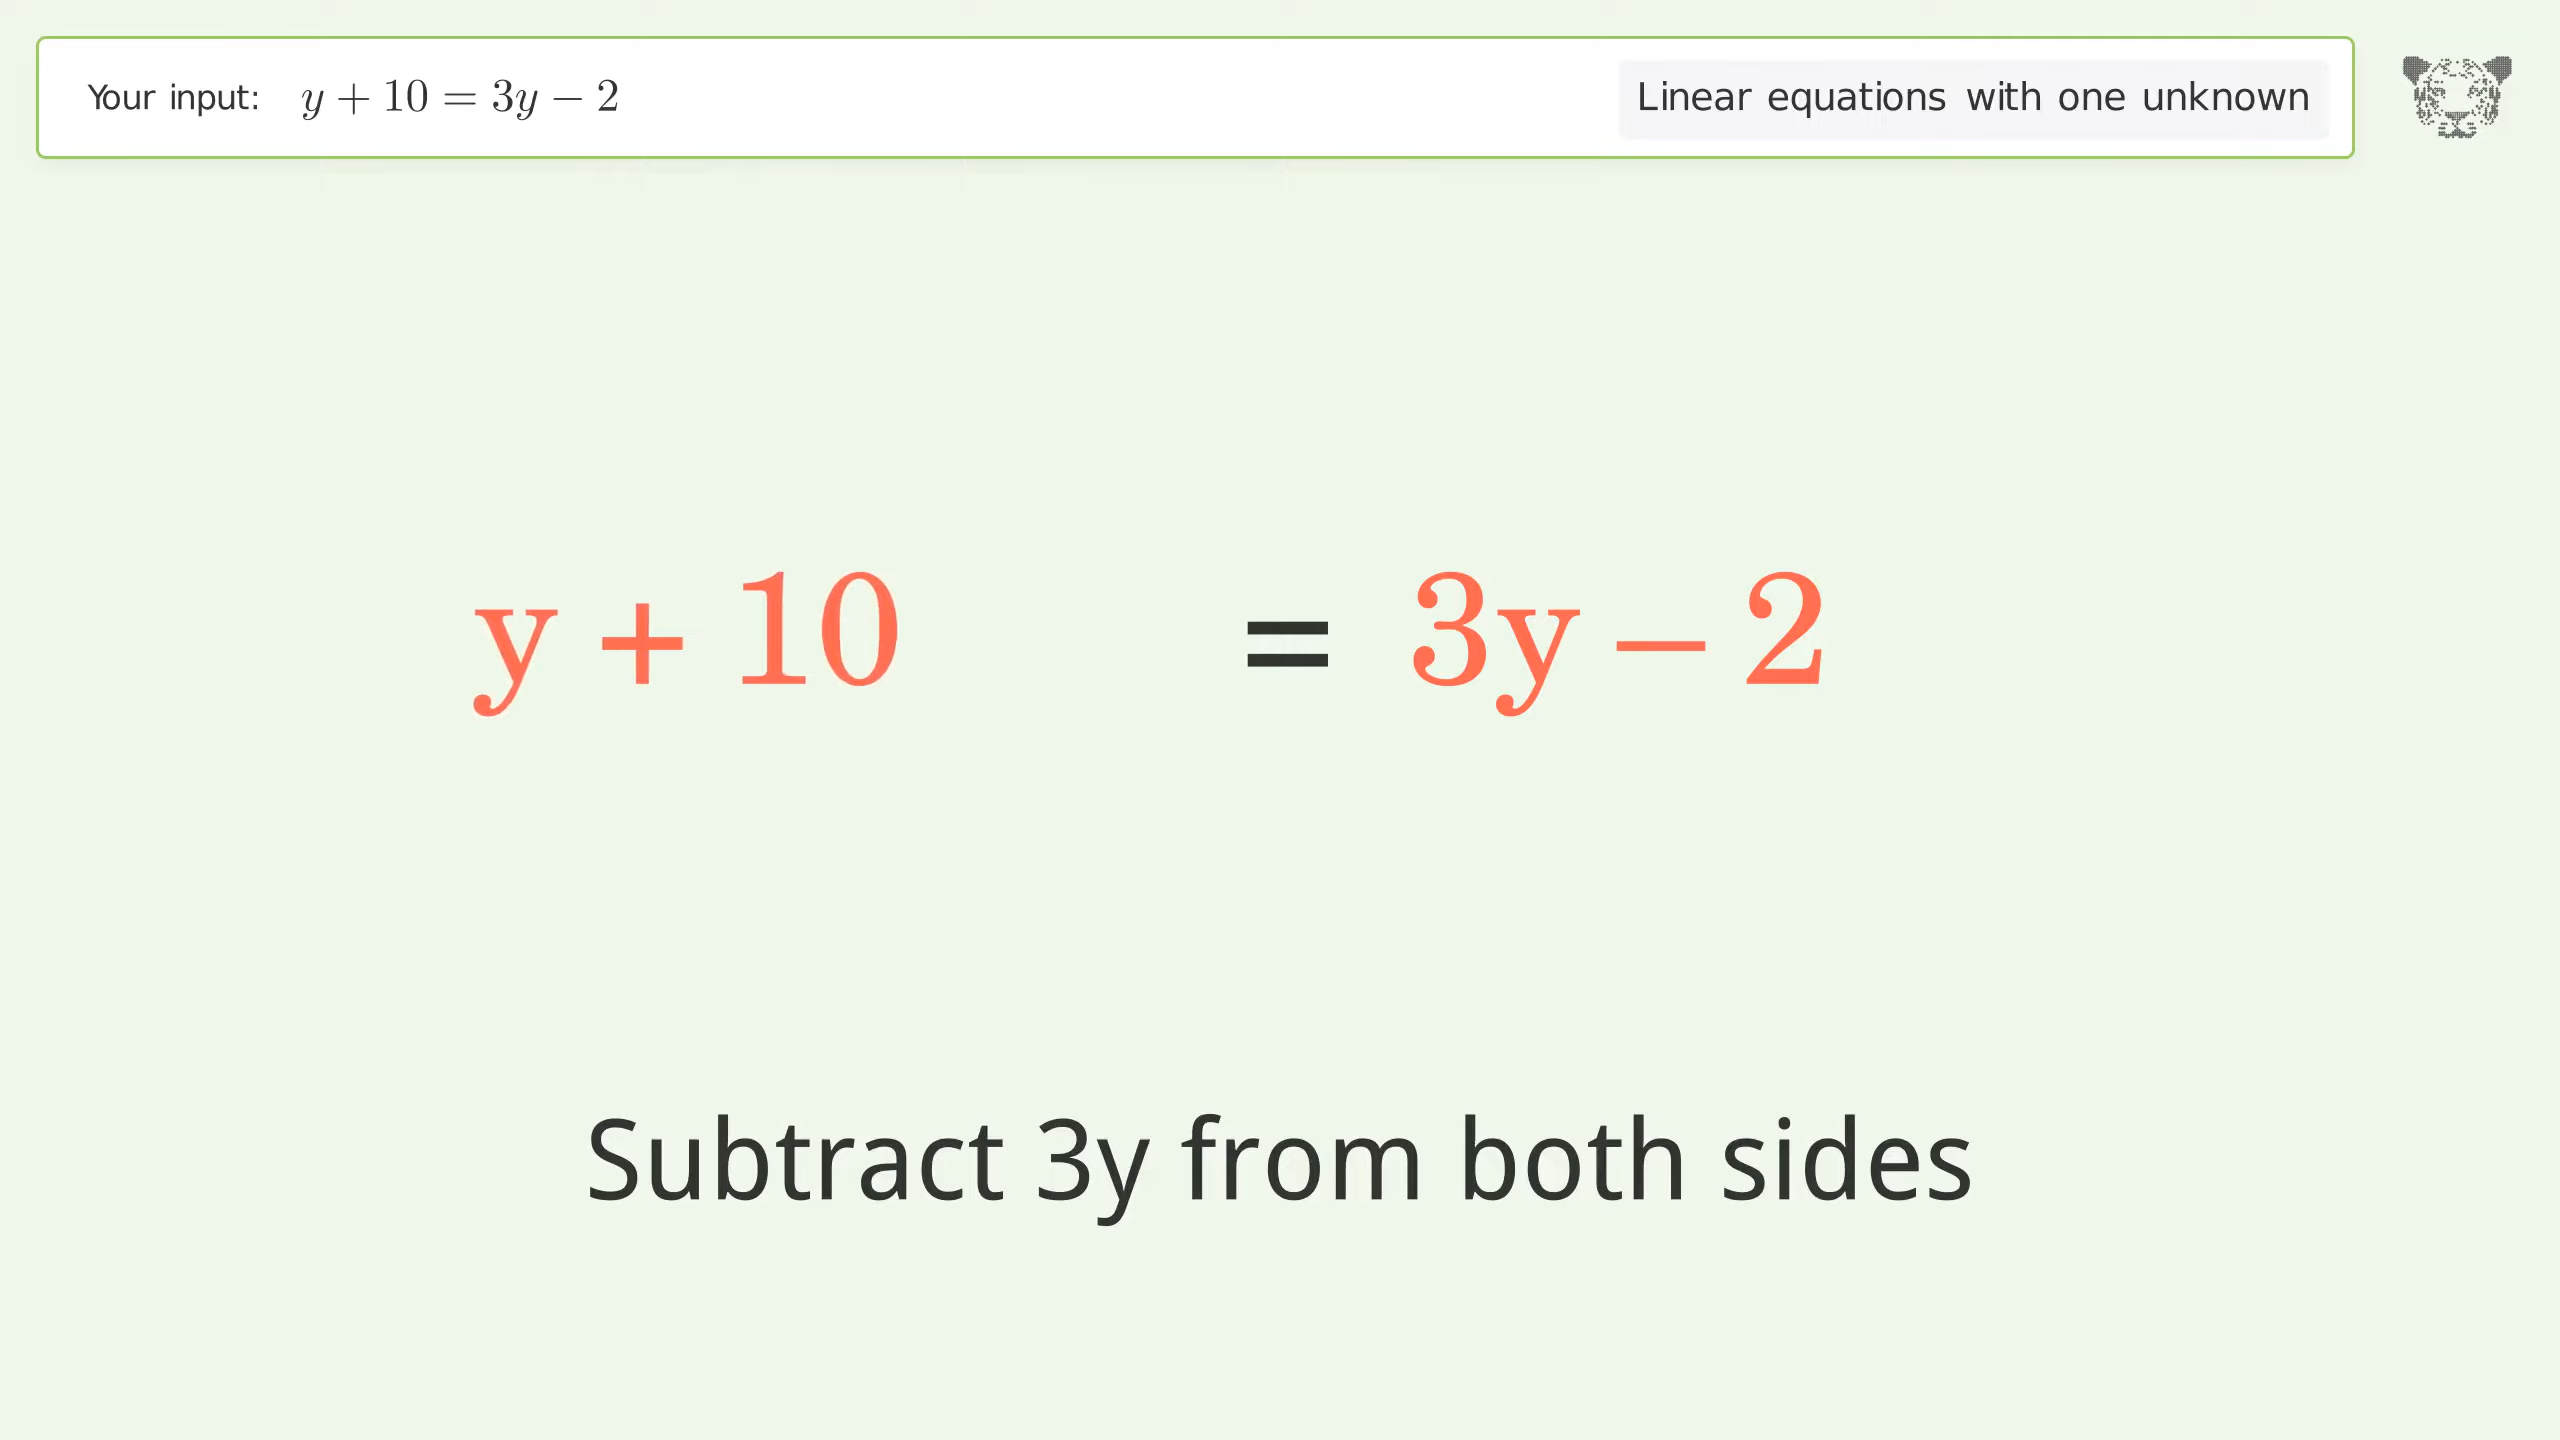 Your input: y + 10 = 3y − 2
Linear equations with one unknown
y + 10 = 3y − 2
Subtract 3y from both sides